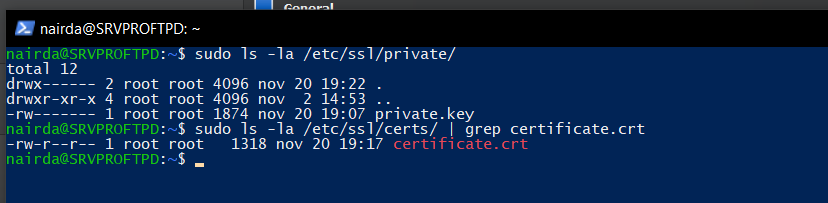 General
nairda@SRVPROFTPD: ~
nairda@SRVPROFTPD:~$ sudo ls -la /etc/ssl/private/
total 12
drwx------ 2 root root 4096 nov 20 19:22 .
drwxr-xr-x 4 root root 4096 nov  2 14:53 ..
-rw------- 1 root root 1874 nov 20 19:07 private.key
nairda@SRVPROFTPD:~$ sudo ls -la /etc/ssl/certs/ | grep certificate.crt
-rw-r--r-- 1 root root   1318 nov 20 19:17 certificate.crt
nairda@SRVPROFTPD:~$